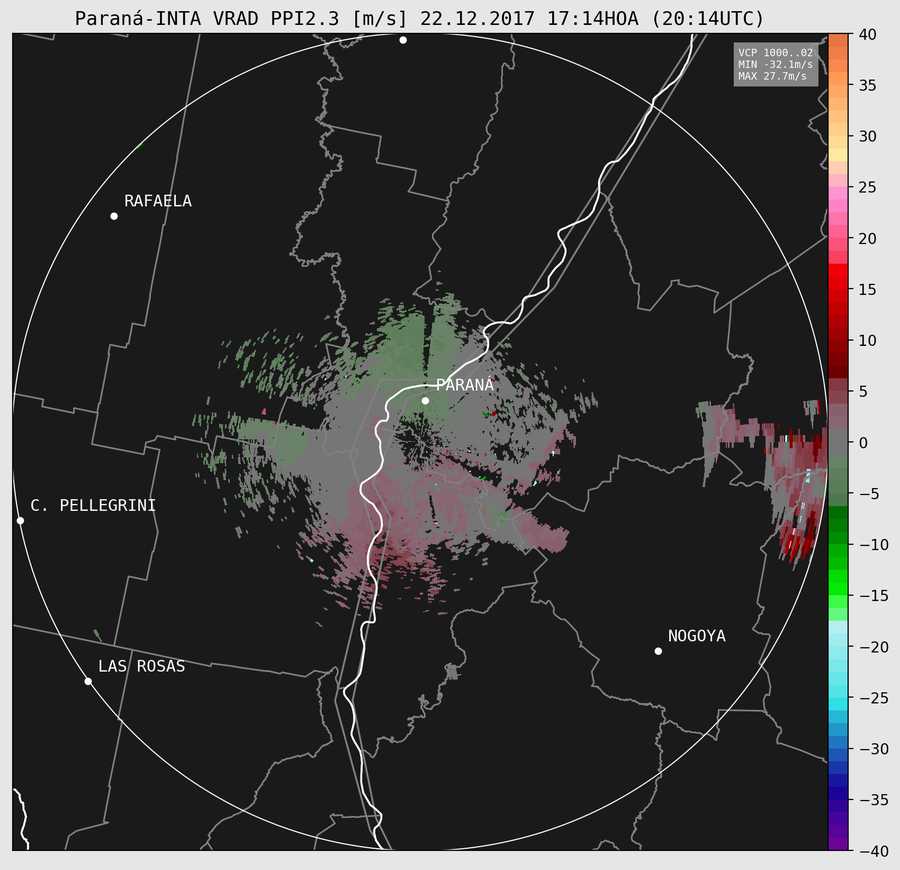 Paraná-INTA VRAD PPI2.3 [m/s] 22.12.2017 17:14HOA (20:14UTC)
VCP 1000..02
MIN -32.1m/s
MAX 27.7m/s
RAFAELA
PARANÁ
C. PELLEGRINI
NOGOYA
LAS ROSAS
40
35
30
25
20
15
10
5
0
−5
−10
−15
−20
−25
−30
−35
−40